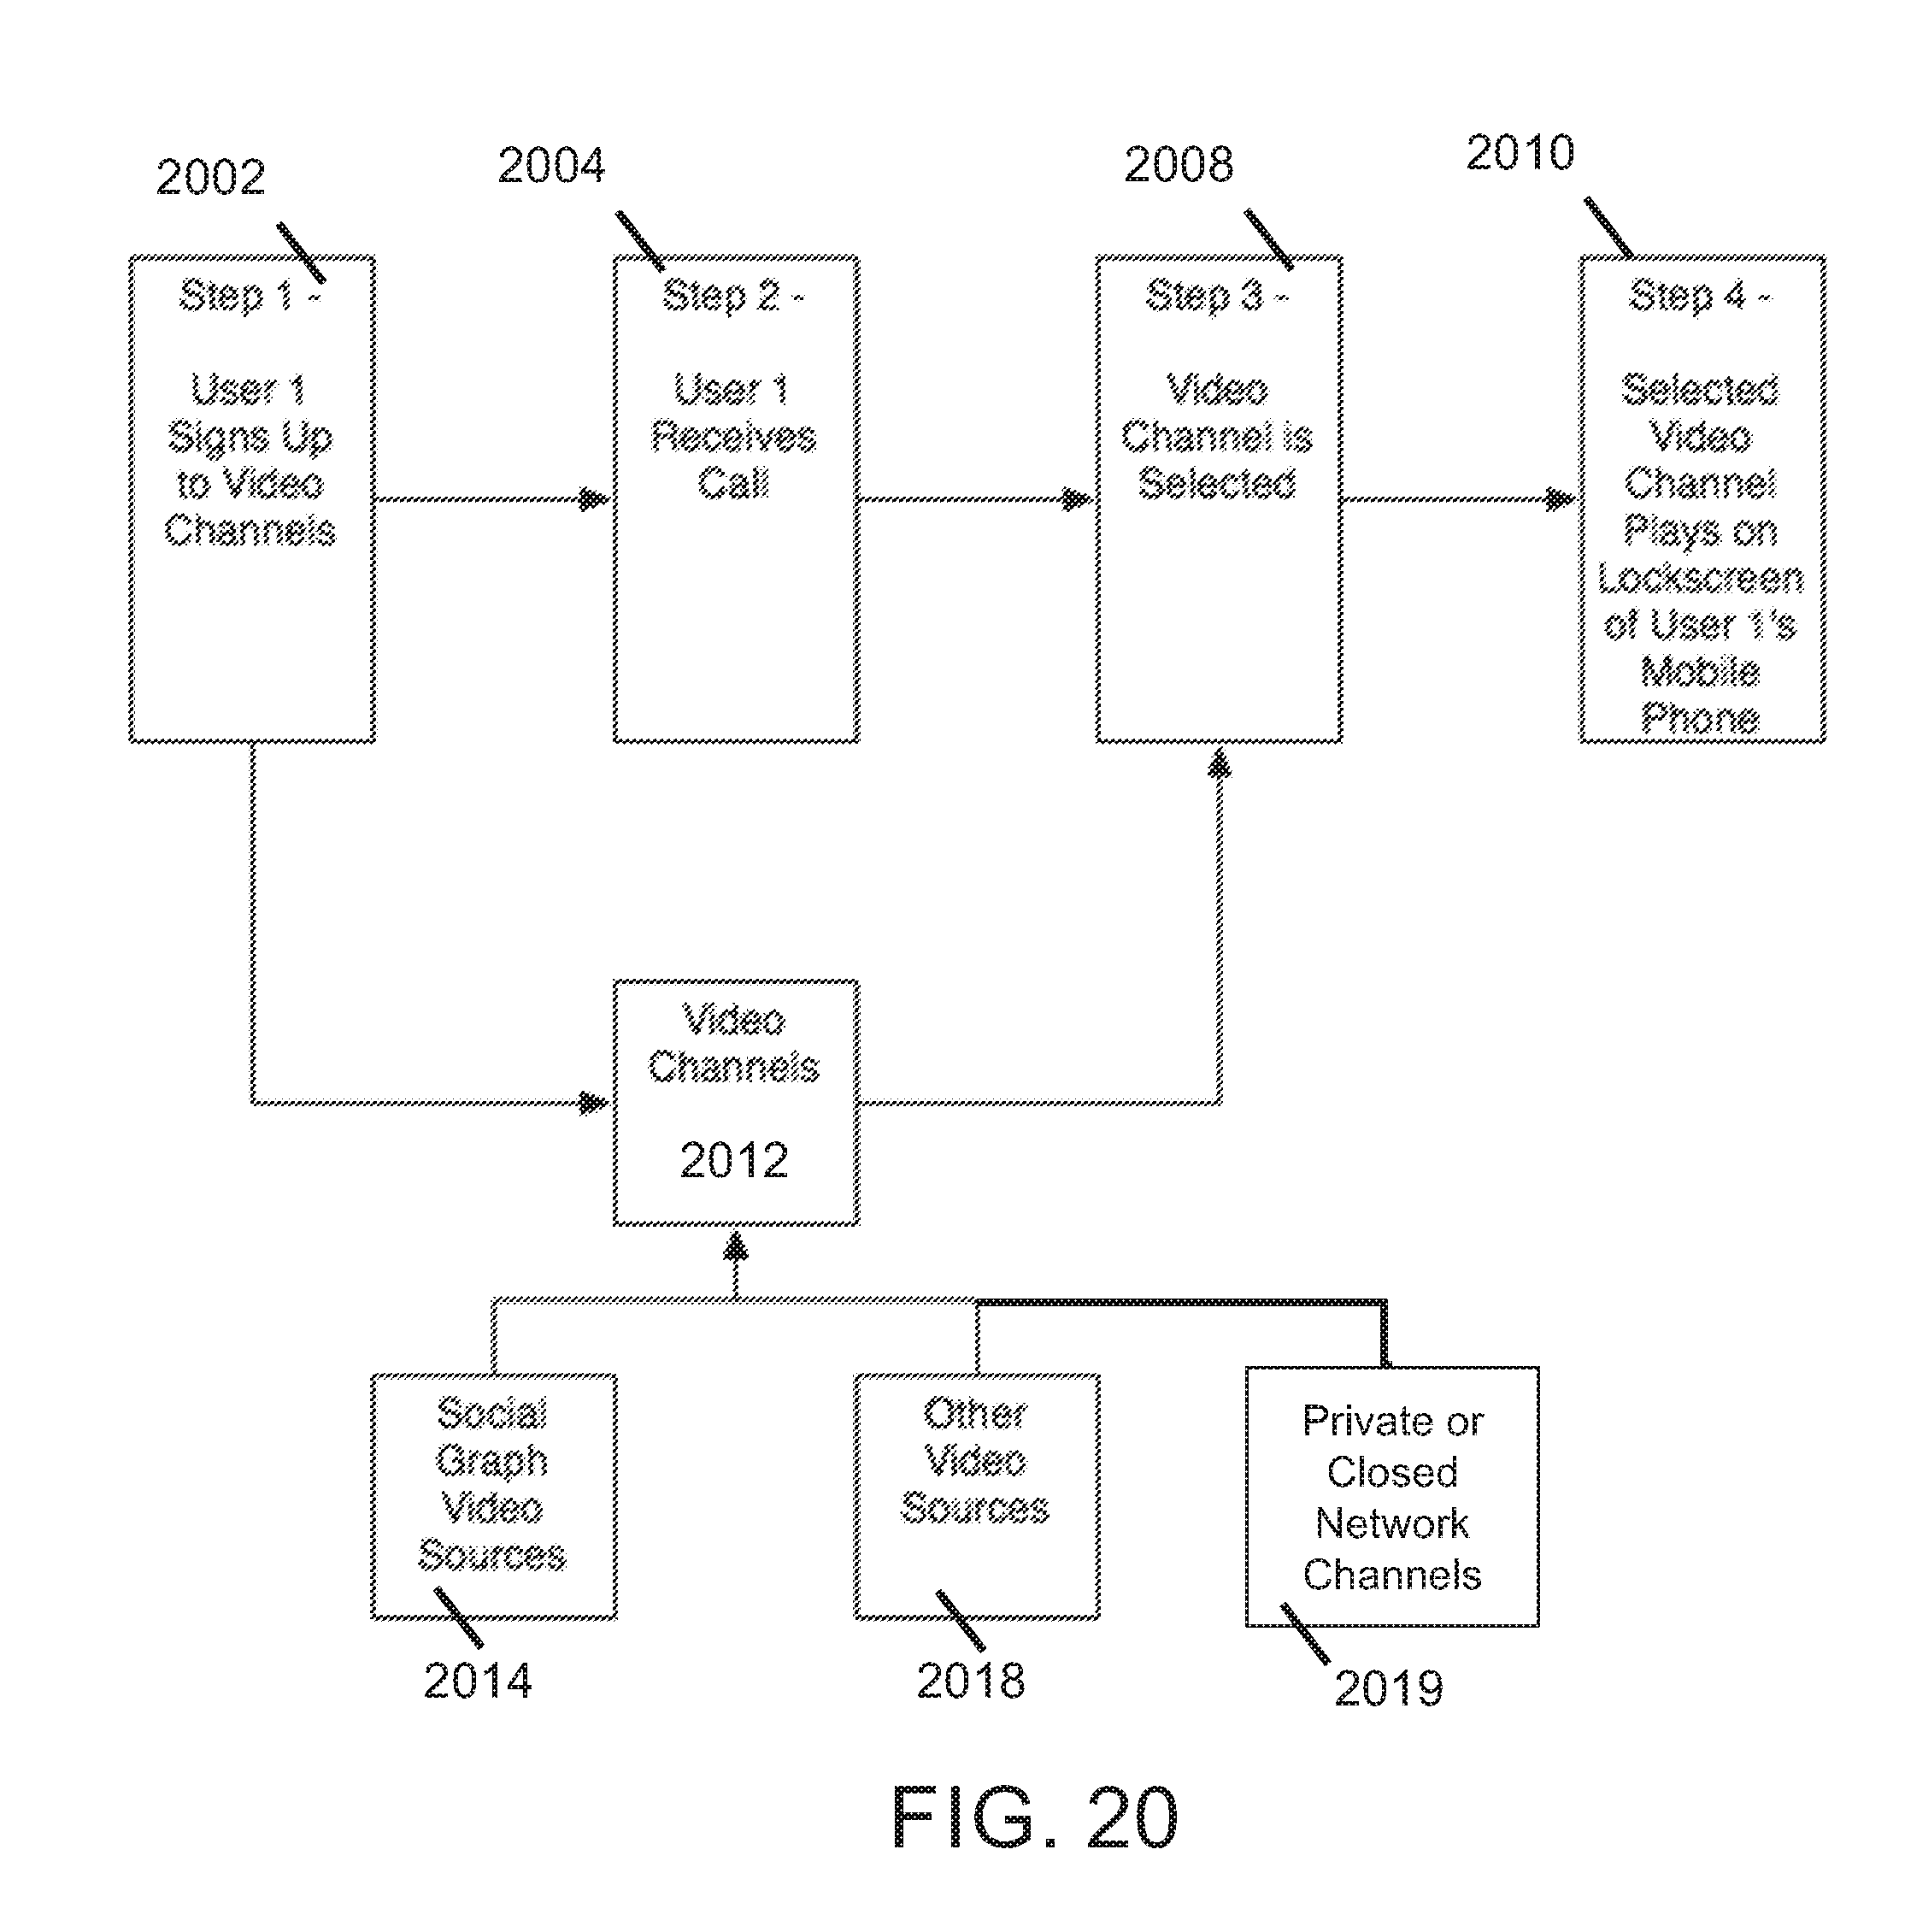 2002
2004
2008
2010
Step 1 -
User 1
Signs Up
to Video
Channels
Step 2 -
User 1
Receives
Call
Step 3 -
Video
Channel is
Selected
Step 4 -
Selected
Video
Channel
Plays on
Lockscreen
of User 1's
Mobile
Phone
Video
Channels
2012
Social
Graph
Video
Sources
2014
Other
Video
Sources
2018
Private or
Closed
Network
Channels
2019
FIG. 20